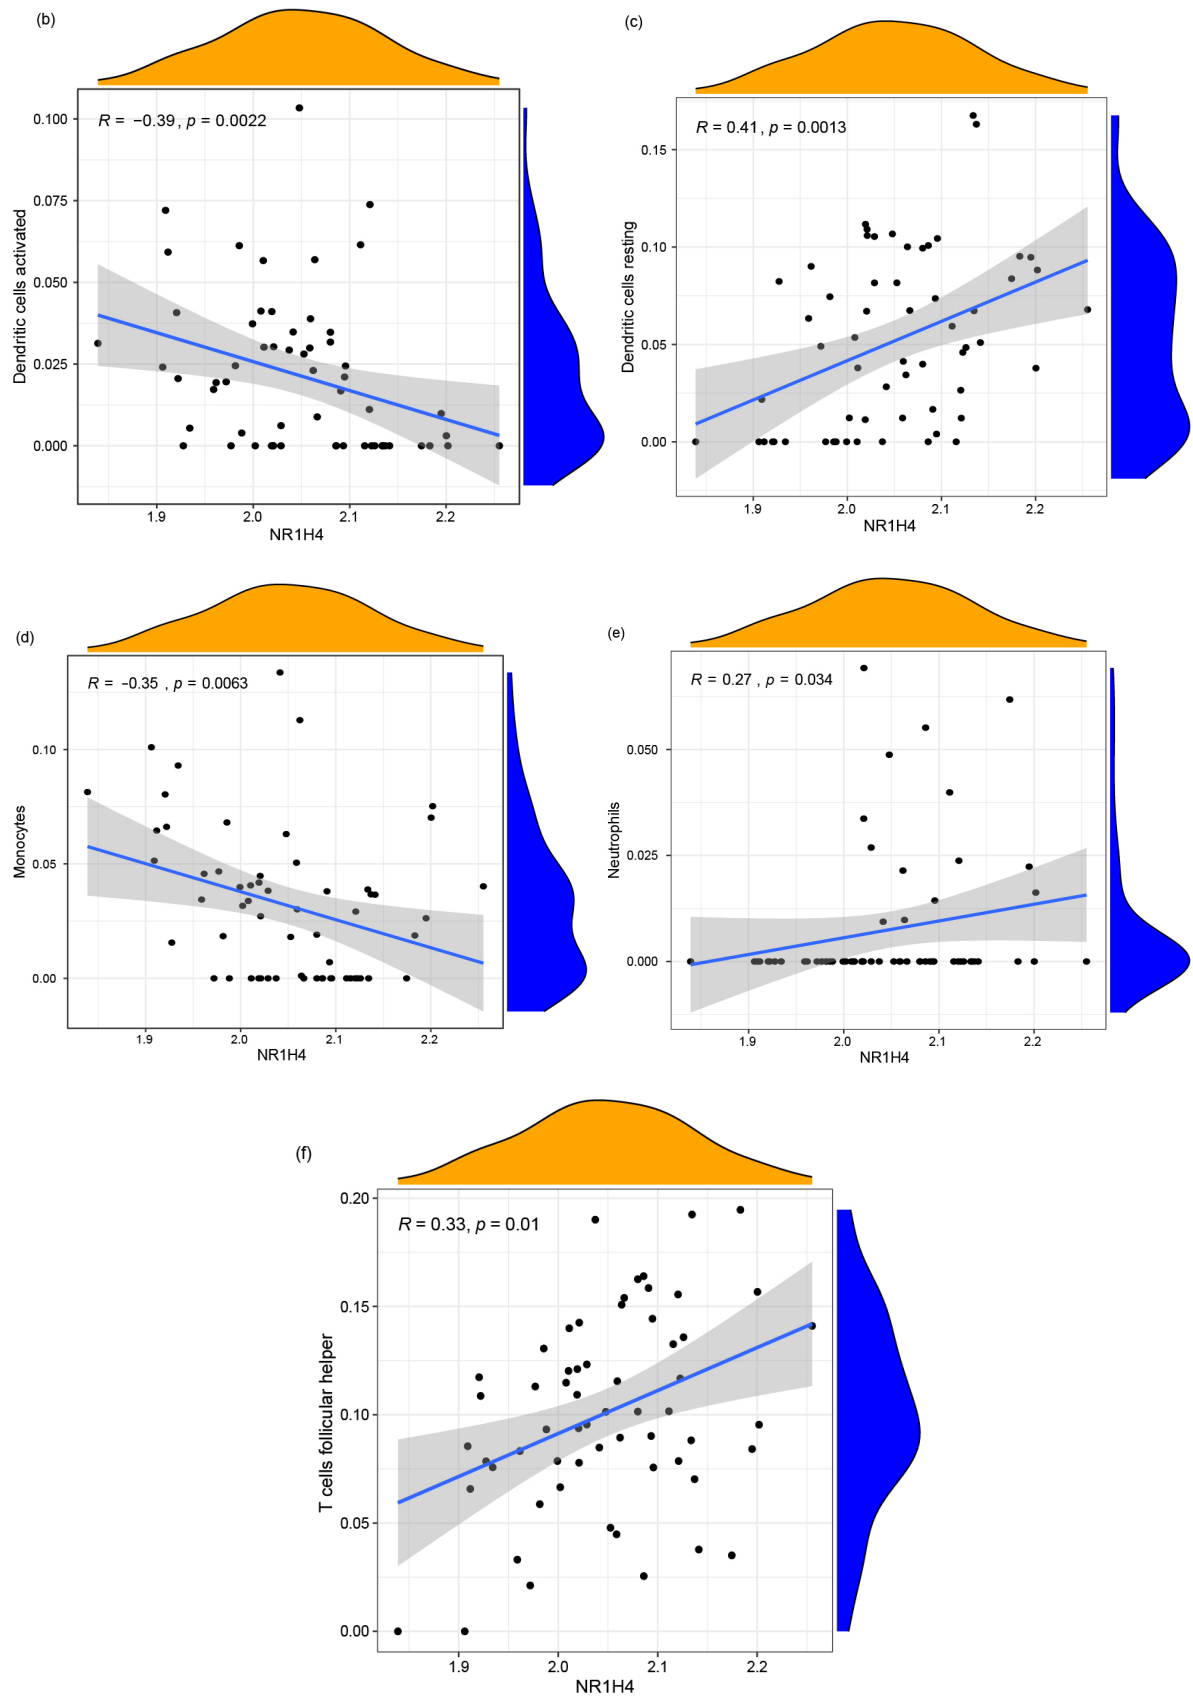 (b)
R = −0.39, p = 0.0022
Dendritic cells activated
0.100
0.075
0.050
0.025
0.000
1.9 2.0 2.1 2.2
NR1H4
(c)
R = 0.41, p = 0.0013
Dendritic cells resting
0.15
0.10
0.05
0.00
1.9 2.0 2.1 2.2
NR1H4
(d)
R = −0.35 , p = 0.0063
Monocytes
0.10
0.05
0.00
1.9 2.0 2.1 2.2
NR1H4
(e)
R = 0.27 , p = 0.034
Neutrophils
0.050
0.025
0.000
1.9 2.0 2.1 2.2
NR1H4
(f)
R = 0.33, p = 0.01
T cells follicular helper
0.20
0.15
0.10
0.05
0.00
1.9 2.0 2.1 2.2
NR1H4